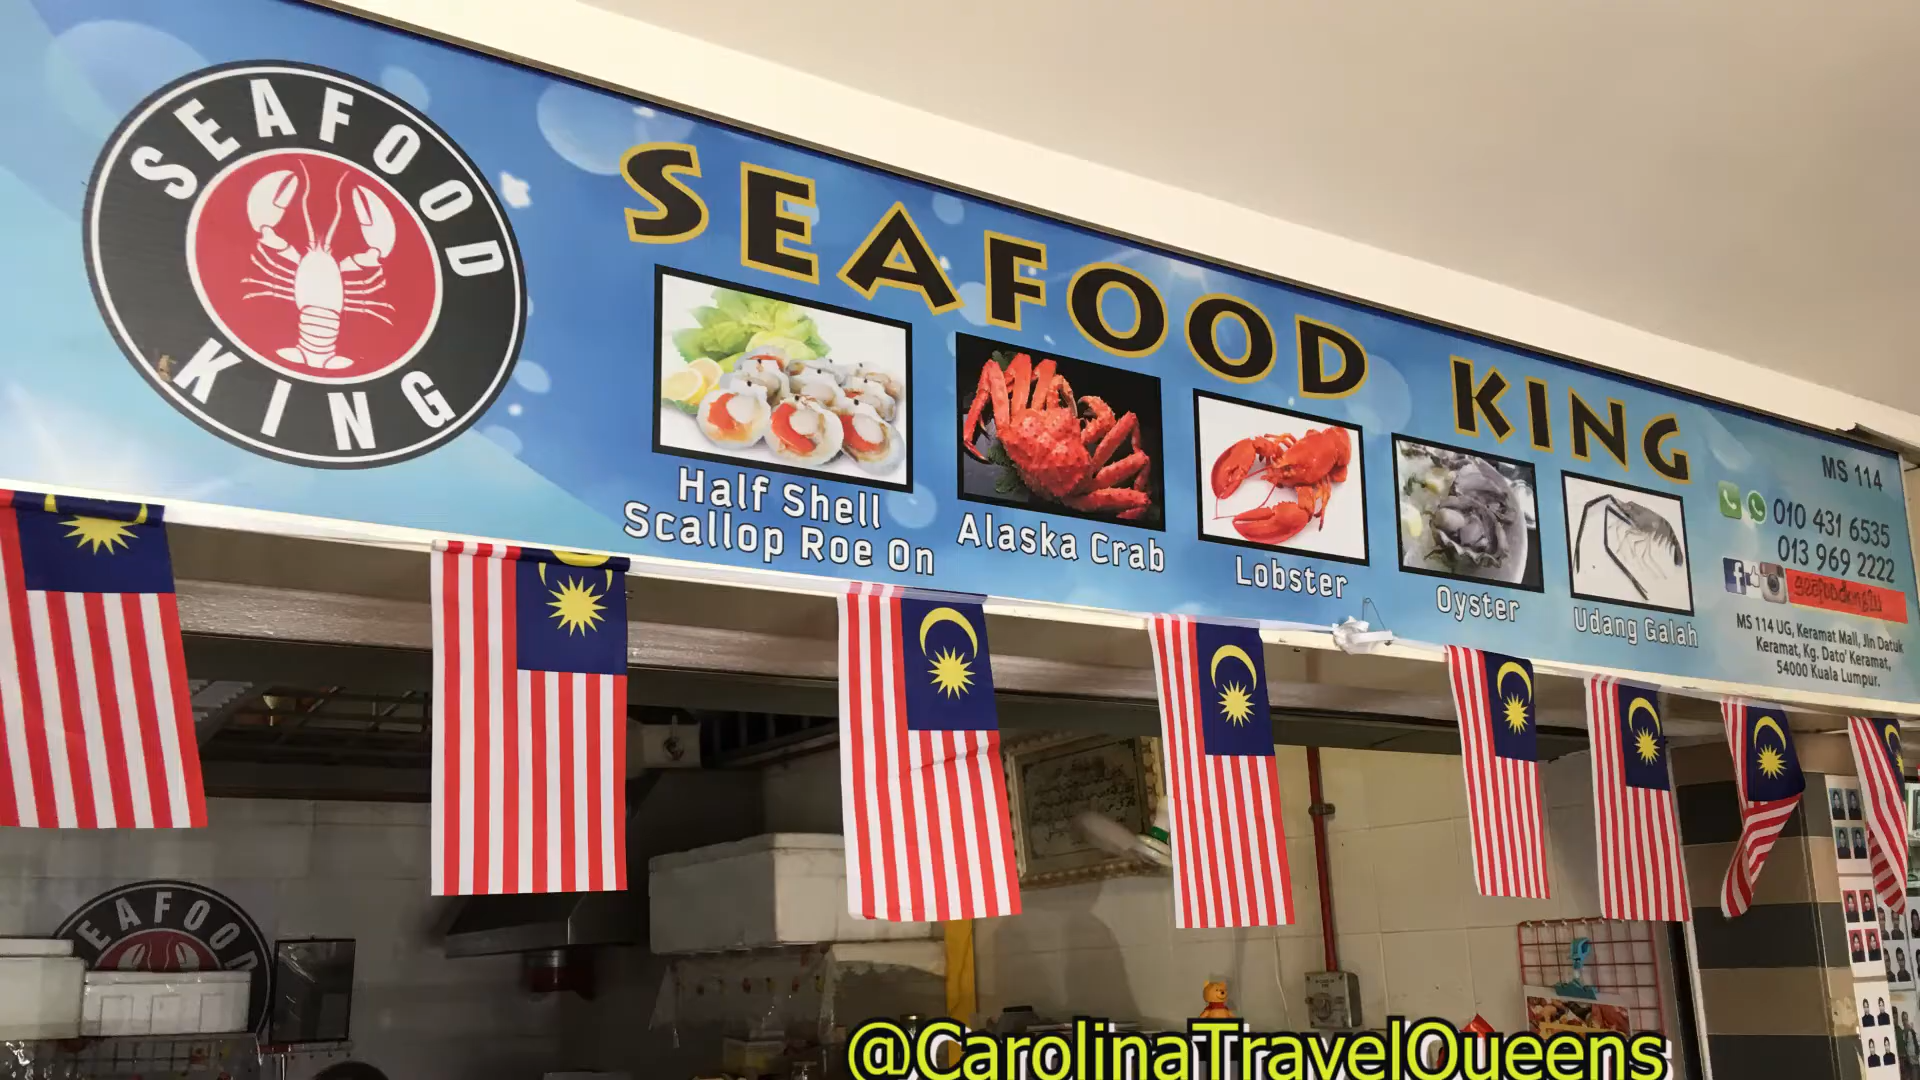 SEAFOOD
KING
SEAFOOD KING
Half Shell
Scallop Roe On
Alaska Crab
Lobster
Oyster
Udang Galah
MS 114
010 431 6535
013 969 2222
MS 114 UG, Keramat Mall, Jln Datuk
Keramat, Kg. Dato' Keramat,
54000 Kuala Lumpur.
SEAFOOD
@CarolinaTravelQueens